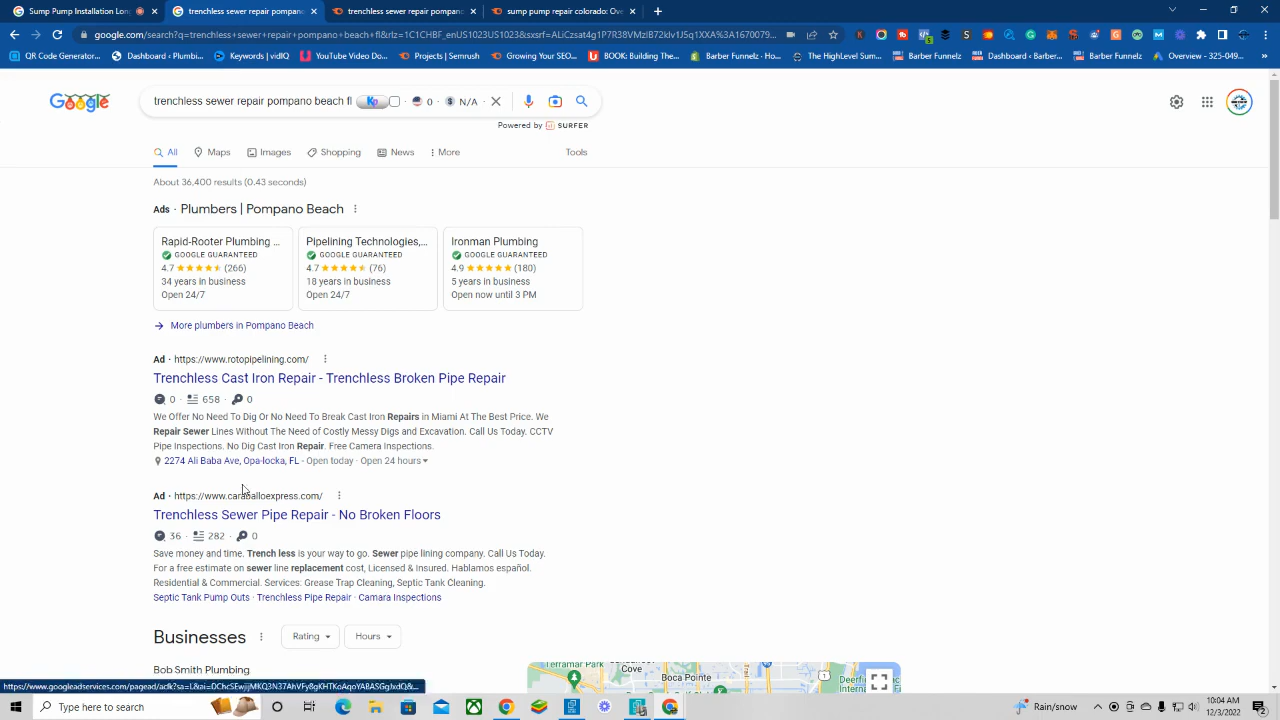 Sump Pump Installation Lon
trenchless sewer repair pompano
trenchless sewer repair pompano
sump pump repair colorado: Ove
google.com/search?q=trenchless+sewer+repair+pompano+beach+fl&rlz=1C1CHBF_enUS1023US1023&sxsrf=
QR Code Generator...
Dashboard ‹ Plumbi...
Keywords | vidIQ
YouTube Video Do...
Projects | Semrush
Growing Your SEO...
BOOK: Building The...
Barber Funnelz · Ho...
The HighLevel Sum...
Barber Funnelz
Barber Funnelz
Overview - 325-049...
Google
trenchless sewer repair pompano beach fl
0 · N/A
Powered by SURFER
All
Maps
Images
Shopping
News
More
Tools
About 36,400 results (0.43 seconds)
Ads · Plumbers | Pompano Beach
Rapid-Rooter Plumbing ...
GOOGLE GUARANTEED
4.7 (266)
34 years in business
Open 24/7
Pipelining Technologies,...
GOOGLE GUARANTEED
4.7 (76)
18 years in business
Open 24/7
Ironman Plumbing
GOOGLE GUARANTEED
4.9 (180)
5 years in business
Open now until 3 PM
More plumbers in Pompano Beach
Ad · https://www.rotopipelining.com/
Trenchless Cast Iron Repair - Trenchless Broken Pipe Repair
0 · 658 · 0
We Offer No Need To Dig Or No Need To Break Cast Iron Repairs in Miami At The Best Price. We
Repair Sewer Lines Without The Need of Costly Messy Digs and Excavation. Call Us Today. CCTV
Pipe Inspections. No Dig Cast Iron Repair. Free Camera Inspections.
2274 Ali Baba Ave, Opa-locka, FL - Open today · Open 24 hours
Ad · https://www.caraballoexpress.com/
Trenchless Sewer Pipe Repair - No Broken Floors
36 · 282 · 0
Save money and time. Trench less is your way to go. Sewer pipe lining company. Call Us Today.
For a free estimate on sewer line replacement cost, Licensed & Insured. Hablamos español.
Residential & Commercial. Services: Grease Trap Cleaning, Septic Tank Cleaning.
Septic Tank Pump Outs · Trenchless Pipe Repair · Camara Inspections
Businesses
Rating
Hours
Bob Smith Plumbing
Terramar Park
Cove
Boca Pointe
Deerfie
Type here to search
Rain/snow
10:04 AM
12/3/2022